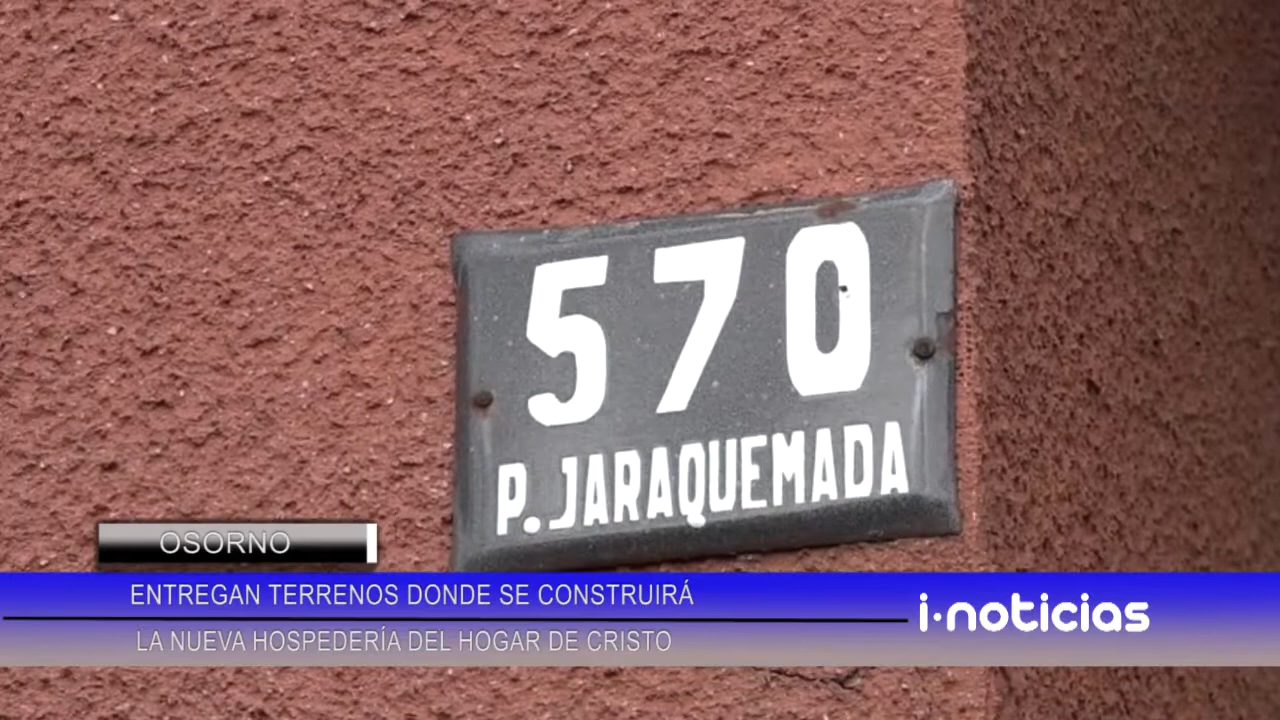 570
P. JARAQUEMADA
OSORNO
ENTREGAN TERRENOS DONDE SE CONSTRUIRÁ
LA NUEVA HOSPEDERÍA DEL HOGAR DE CRISTO
i·noticias